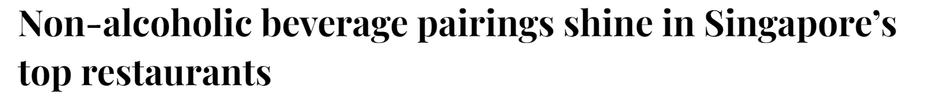 Non-alcoholic beverage pairings shine in Singapore’s
top restaurants